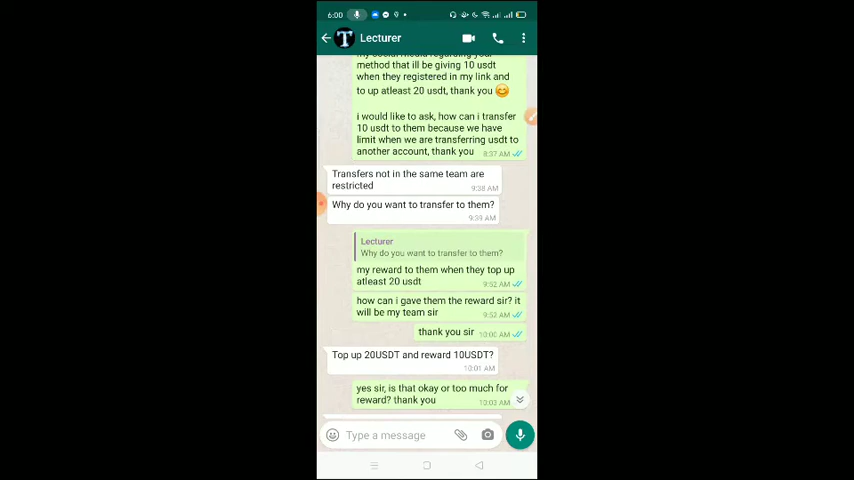 6:00
Lecturer
method that ill be giving 10 usdt
when they registered in my link and
to up atleast 20 usdt, thank you 😊
i would like to ask, how can i transfer
10 usdt to them because we have
limit when we are transferring usdt to
another account, thank you 8:37 AM
Transfers not in the same team are
restricted 9:38 AM
Why do you want to transfer to them?
9:39 AM
Lecturer
Why do you want to transfer to them?
my reward to them when they top up
atleast 20 usdt 9:52 AM
how can i gave them the reward sir? it
will be my team sir 9:52 AM
thank you sir 10:00 AM
Top up 20USDT and reward 10USDT?
10:01 AM
yes sir, is that okay or too much for
reward? thank you 10:03 AM
Type a message